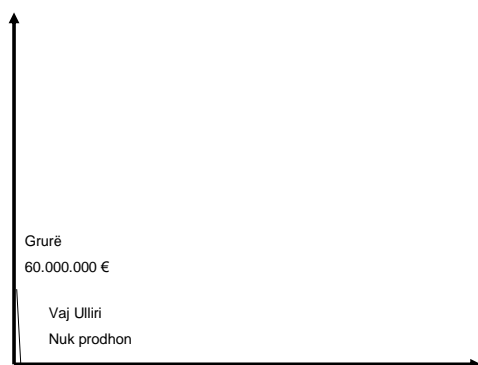 Grurë
60.000.000 €
Vaj Ulliri
Nuk prodhon